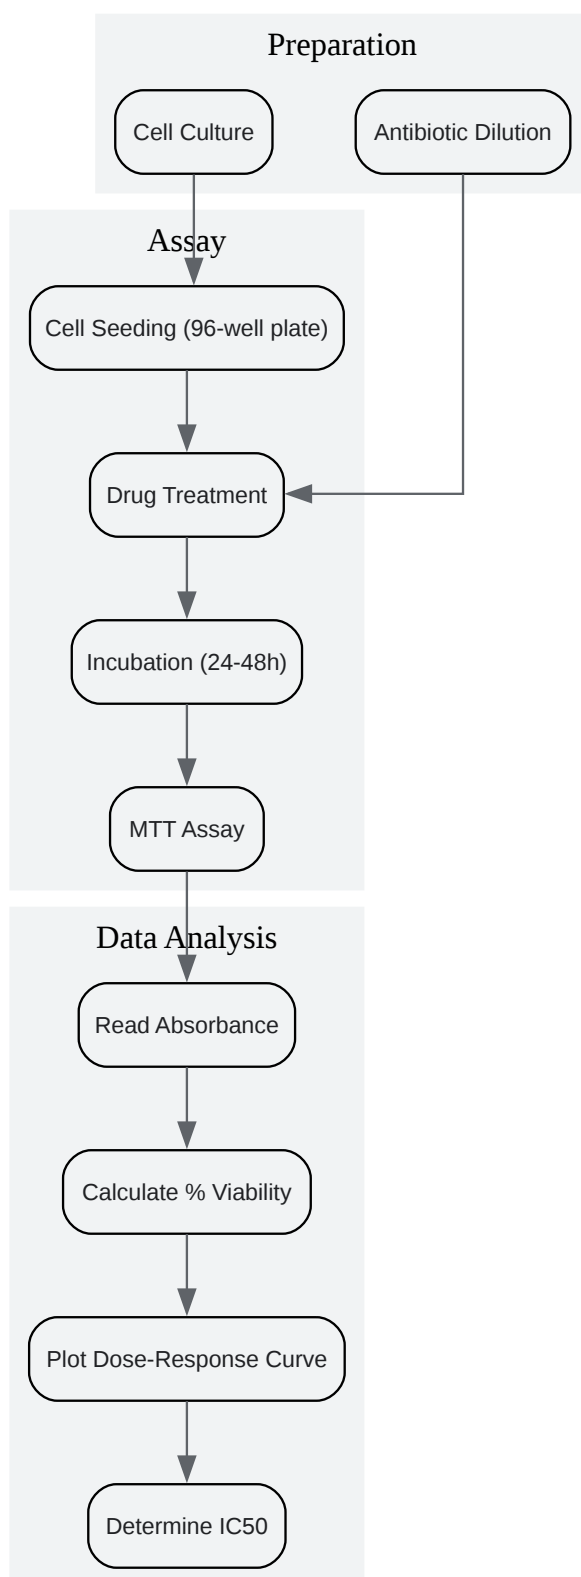 Preparation
Cell Culture
Antibiotic Dilution
Assay
Cell Seeding (96-well plate)
Drug Treatment
Incubation (24-48h)
MTT Assay
Data Analysis
Read Absorbance
Calculate % Viability
Plot Dose-Response Curve
Determine IC50